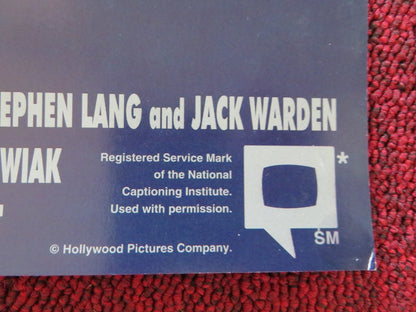 EPHEN LANG and JACK WARDEN
WIAK
Registered Service Mark
of the National
Captioning Institute.
Used with permission.
*
SM
© Hollywood Pictures Company.